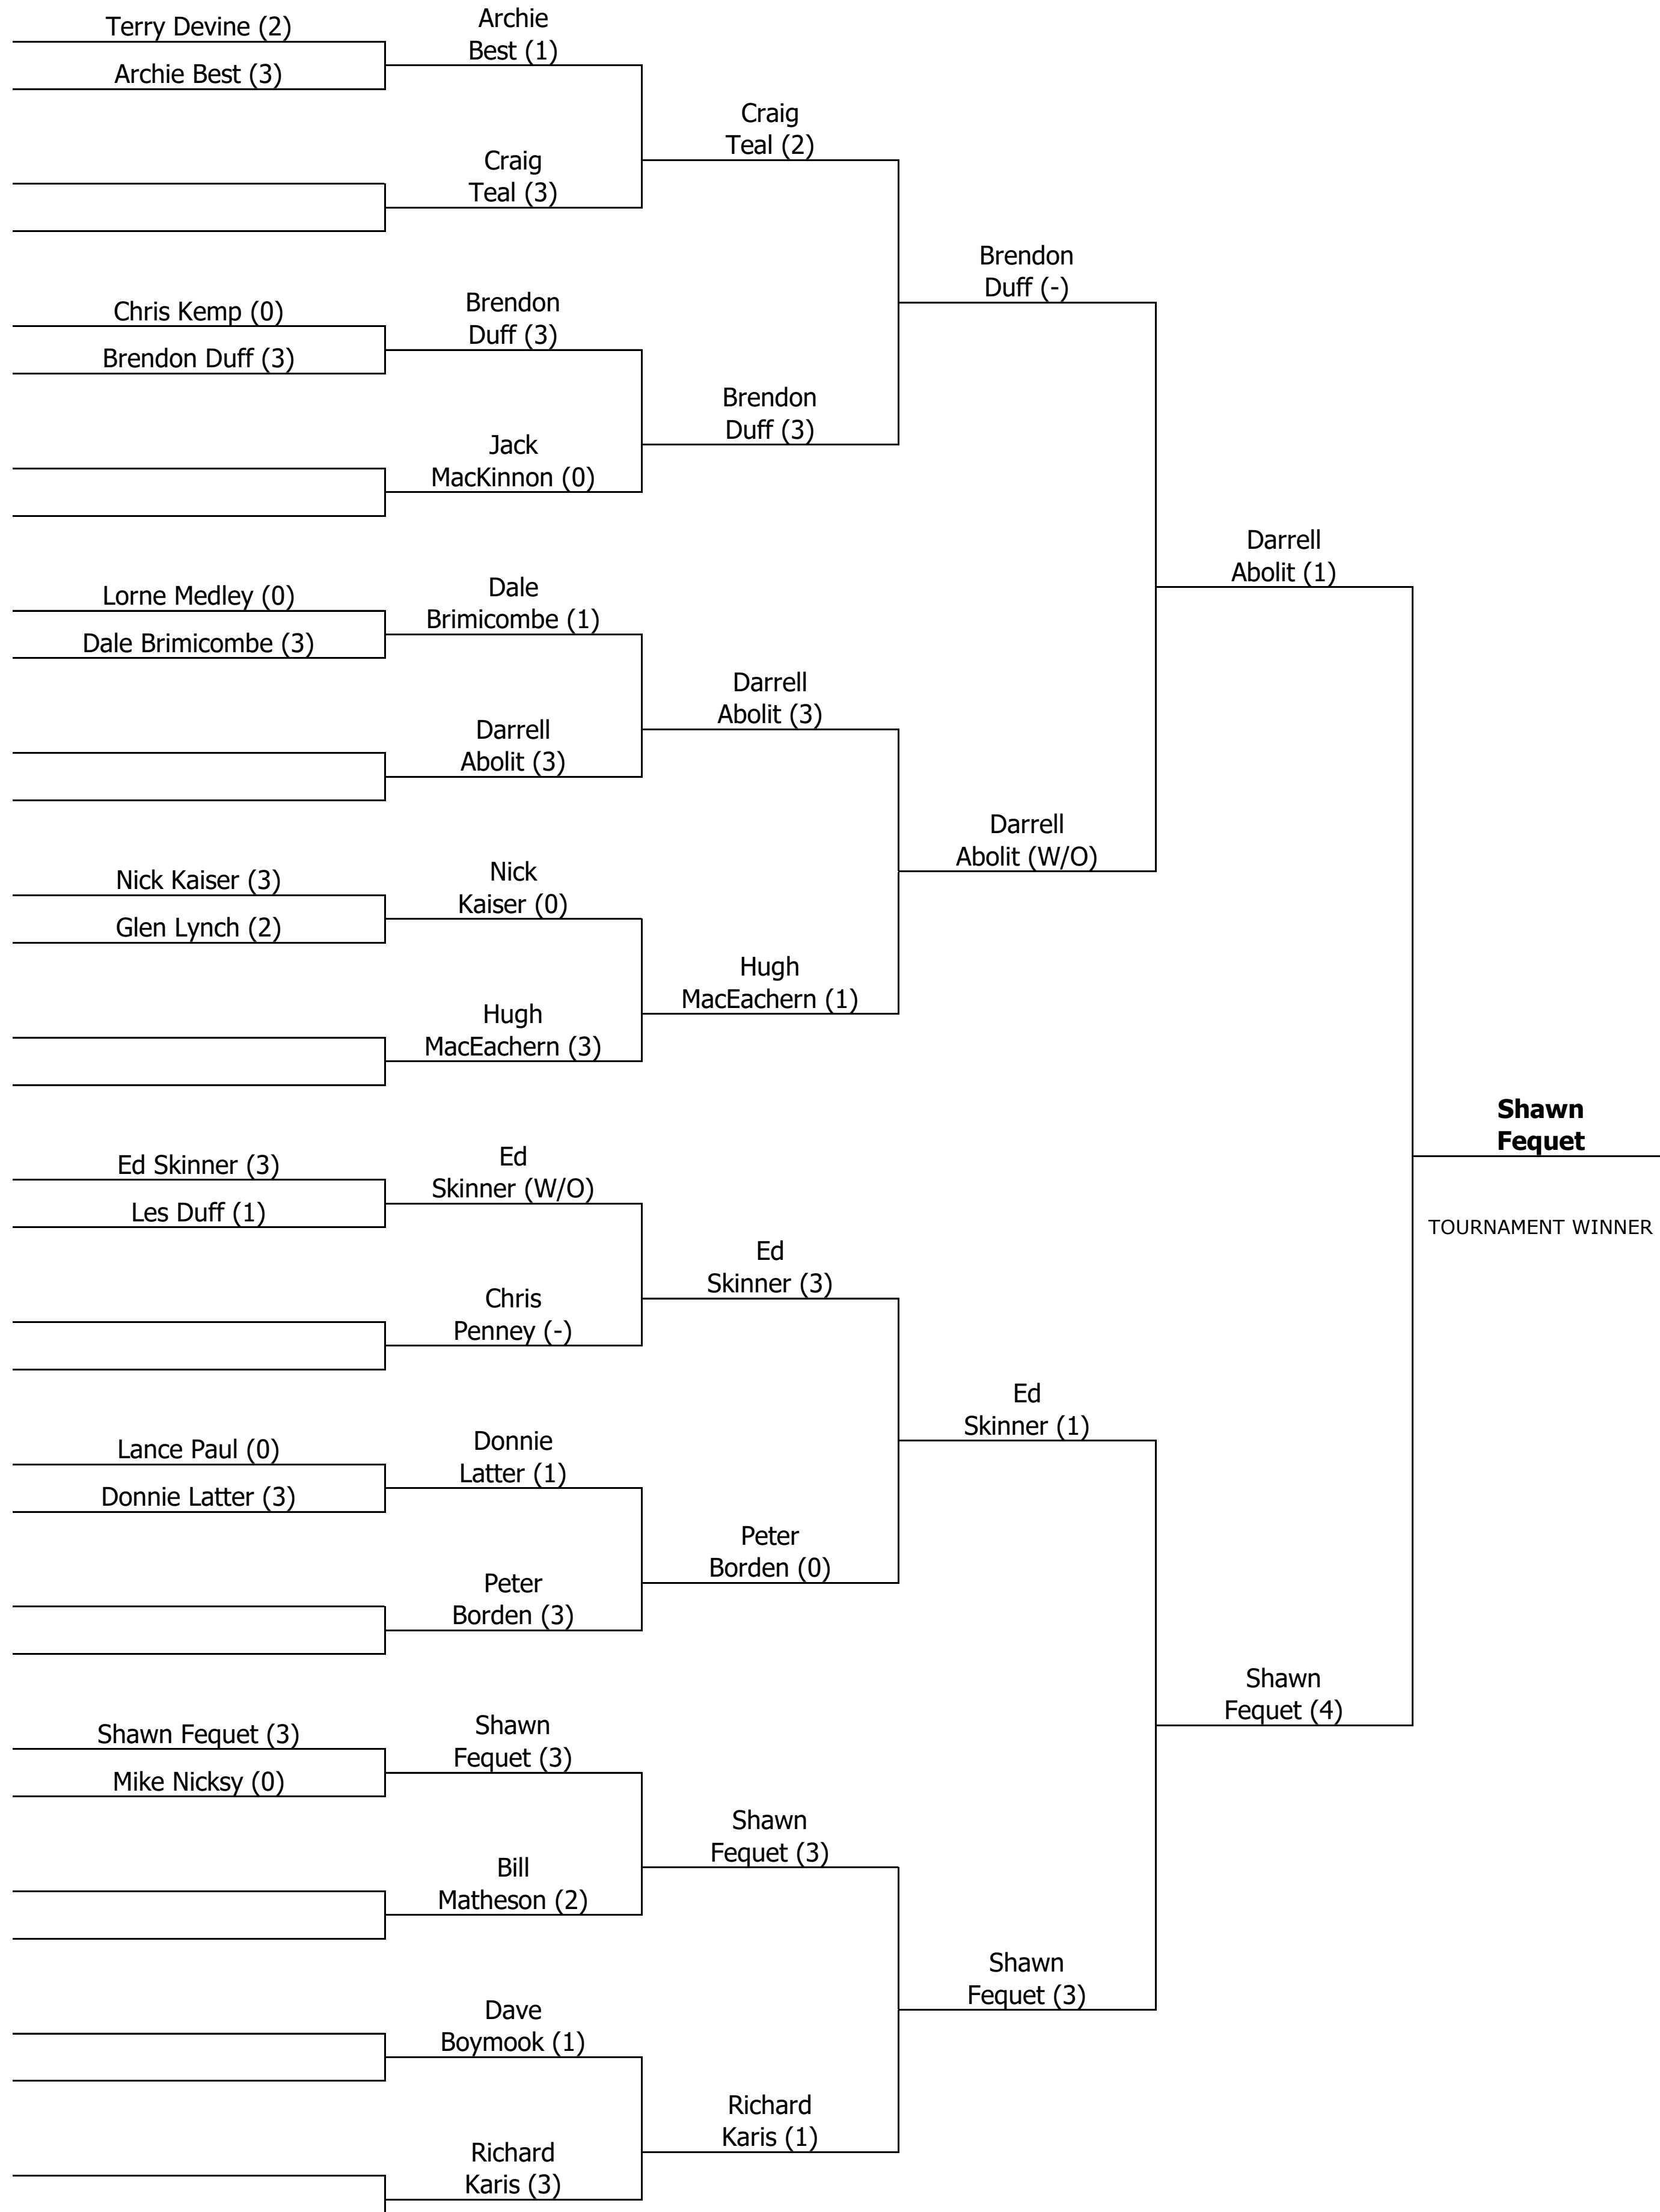 Terry Devine (2)
Archie Best (3)
Chris Kemp (0)
Brendon Duff (3)
Lorne Medley (0)
Dale Brimicombe (3)
Nick Kaiser (3)
Glen Lynch (2)
Ed Skinner (3)
Les Duff (1)
Lance Paul (0)
Donnie Latter (3)
Shawn Fequet (3)
Mike Nicksy (0)
Archie
Best (1)
Craig
Teal (3)
Brendon
Duff (3)
Jack
MacKinnon (0)
Dale
Brimicombe (1)
Darrell
Abolit (3)
Nick
Kaiser (0)
Hugh
MacEachern (3)
Ed
Skinner (W/O)
Chris
Penney (-)
Donnie
Latter (1)
Peter
Borden (3)
Shawn
Fequet (3)
Bill
Matheson (2)
Dave
Boymook (1)
Richard
Karis (3)
Craig
Teal (2)
Brendon
Duff (3)
Darrell
Abolit (3)
Hugh
MacEachern (1)
Ed
Skinner (3)
Peter
Borden (0)
Shawn
Fequet (3)
Richard
Karis (1)
Brendon
Duff (-)
Darrell
Abolit (W/O)
Ed
Skinner (1)
Shawn
Fequet (3)
Darrell
Abolit (1)
Shawn
Fequet (4)
Shawn
Fequet
TOURNAMENT WINNER